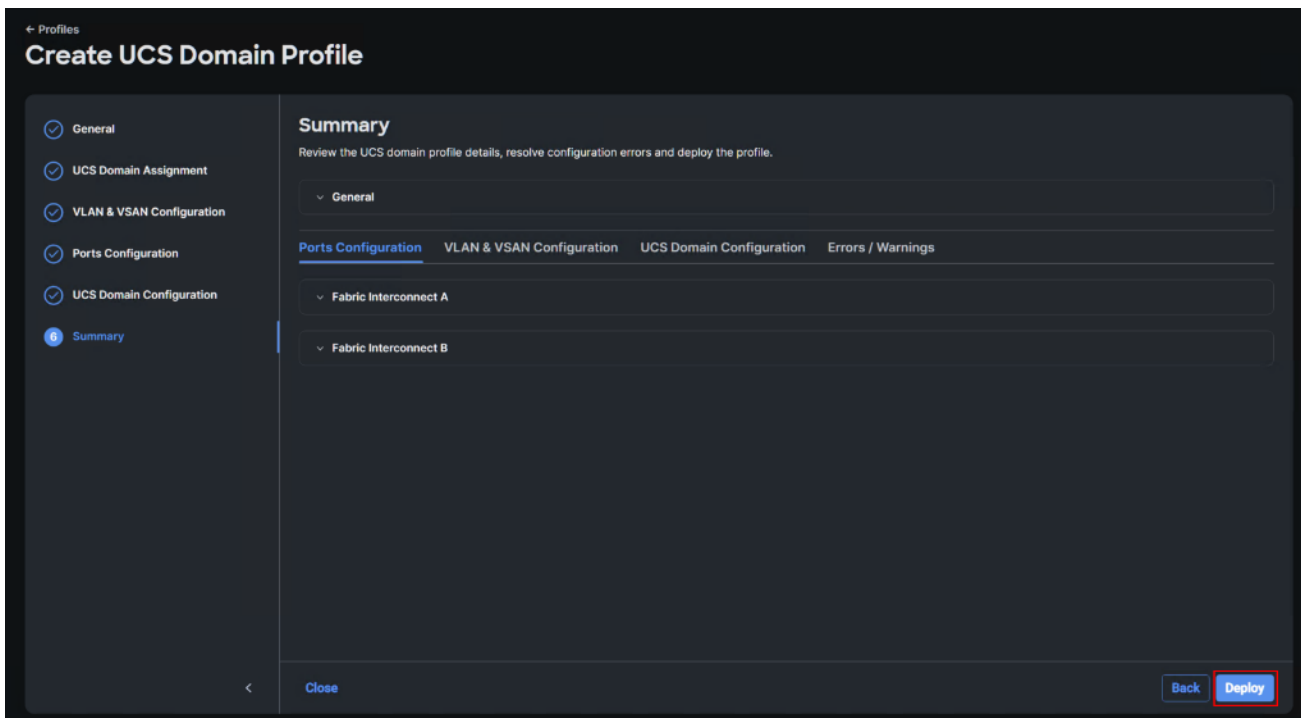 ← Profiles
Create UCS Domain Profile
General
UCS Domain Assignment
VLAN & VSAN Configuration
Ports Configuration
UCS Domain Configuration
6 Summary
Summary
Review the UCS domain profile details, resolve configuration errors and deploy the profile.
General
Ports Configuration VLAN & VSAN Configuration UCS Domain Configuration Errors / Warnings
Fabric Interconnect A
Fabric Interconnect B
Close Back Deploy